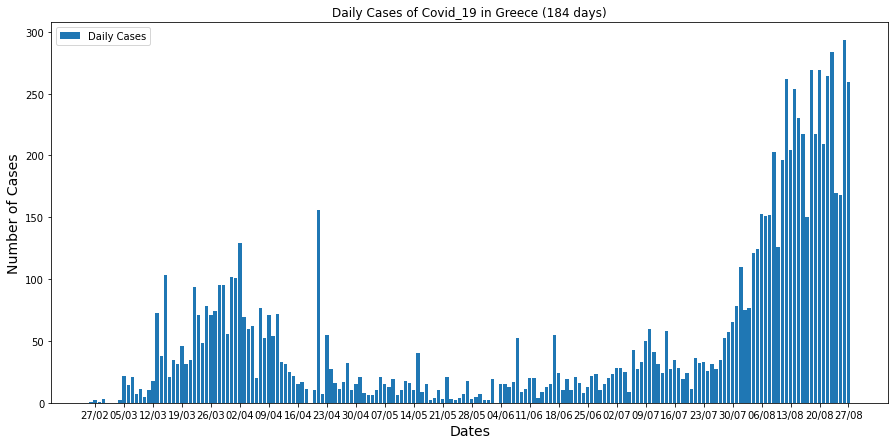 Daily Cases of Covid_19 in Greece (184 days)
Daily Cases
Number of Cases
300
250
200
150
100
50
0
27/02 05/03 12/03 19/03 26/03 02/04 09/04 16/04 23/04 30/04 07/05 14/05 21/05 28/05 04/06 11/06 18/06 25/06 02/07 09/07 16/07 23/07 30/07 06/08 13/08 20/08 27/08
Dates